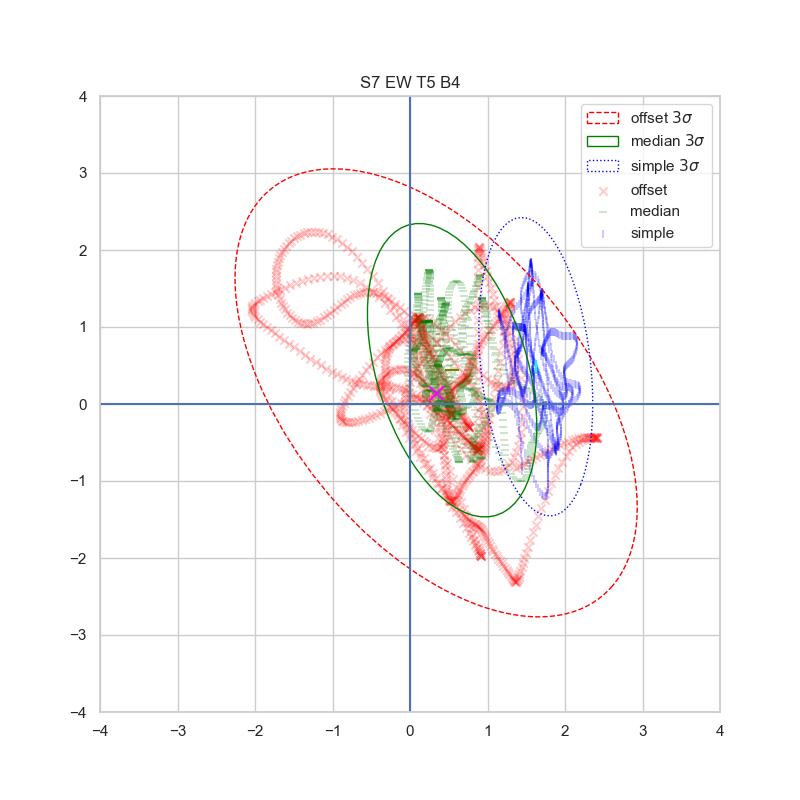 S7 EW T5 B4
offset 3σ
median 3σ
simple 3σ
offset
median
simple
4
3
2
1
0
−1
−2
−3
−4
−4 −3 −2 −1 0 1 2 3 4